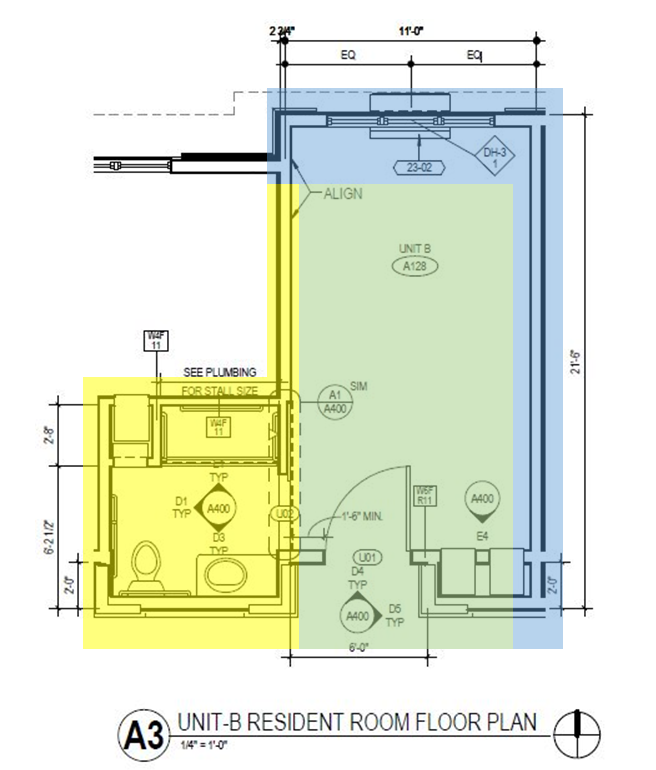 2 3/4" 11'-0"
EQ EQ
DH-3
1
23-02
ALIGN
UNIT B
A128
W4F
11
21'-6"
SEE PLUMBING
FOR STALL SIZE
SIM
A1
A400
W4F
11
2'-8"
TYP
D1
TYP
A400
D3
TYP
U02
1'-6" MIN.
W6F
R11
A400
E4
6'-2 1/2"
2'-0"
U01
D4
TYP
A400
D5
TYP
2'-0"
6'-0"
A3
UNIT-B RESIDENT ROOM FLOOR PLAN
1/4" = 1'-0"